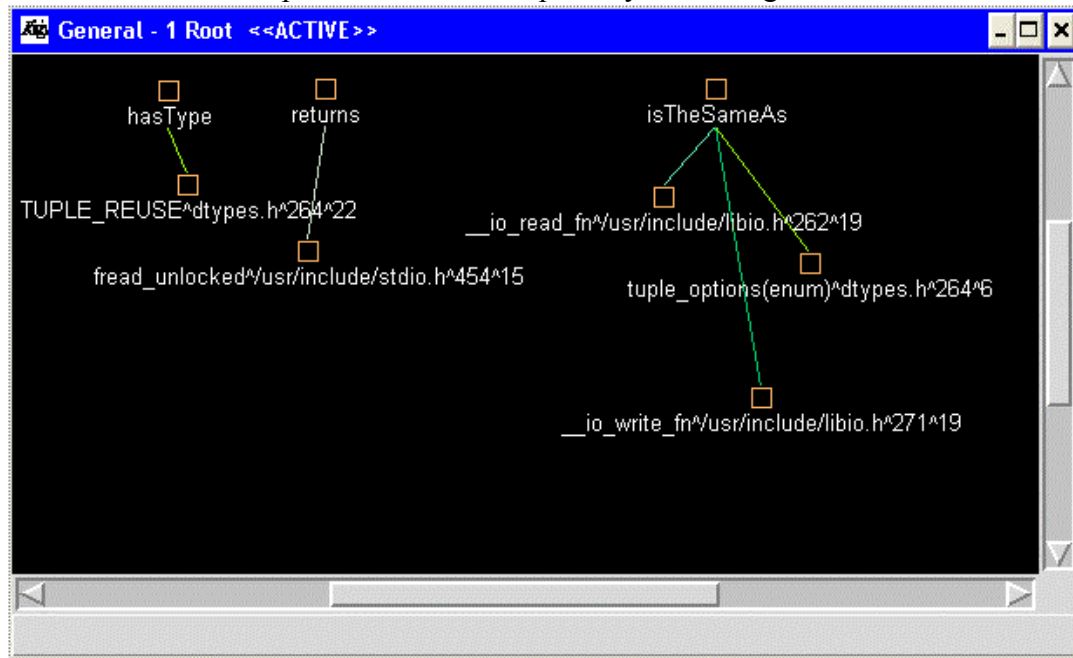 General - 1 Root <<ACTIVE>>
hasType
returns
isTheSameAs
TUPLE_REUSE^dtypes.h^264^22
__io_read_fn^/usr/include/libio.h^262^19
fread_unlocked^/usr/include/stdio.h^454^15
tuple_options(enum)^dtypes.h^264^6
__io_write_fn^/usr/include/libio.h^271^19